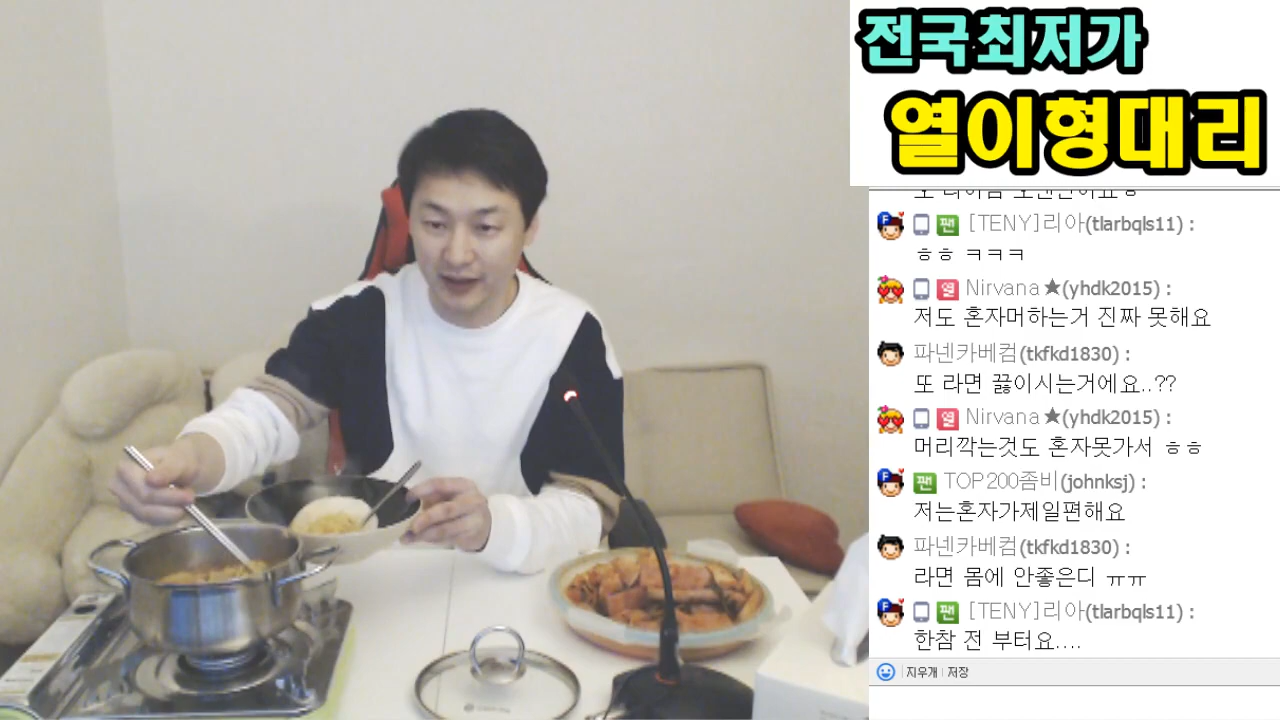 전국최저가
열이형대리
팬 [TENY]리아(tlarbqls11) :
ㅎㅎ ㅋㅋㅋ
열 Nirvana★(yhdk2015) :
저도 혼자머하는거 진짜 못해요
파넨카베컴(tkfkd1830) :
또 라면 끓이시는거에요..??
열 Nirvana★(yhdk2015) :
머리깍는것도 혼자못가서 ㅎㅎ
팬 TOP200좀비(johnksj) :
저는혼자가제일편해요
파넨카베컴(tkfkd1830) :
라면 몸에 안좋은디 ㅠㅠ
팬 [TENY]리아(tlarbqls11) :
한참 전 부터요....
지우개 저장